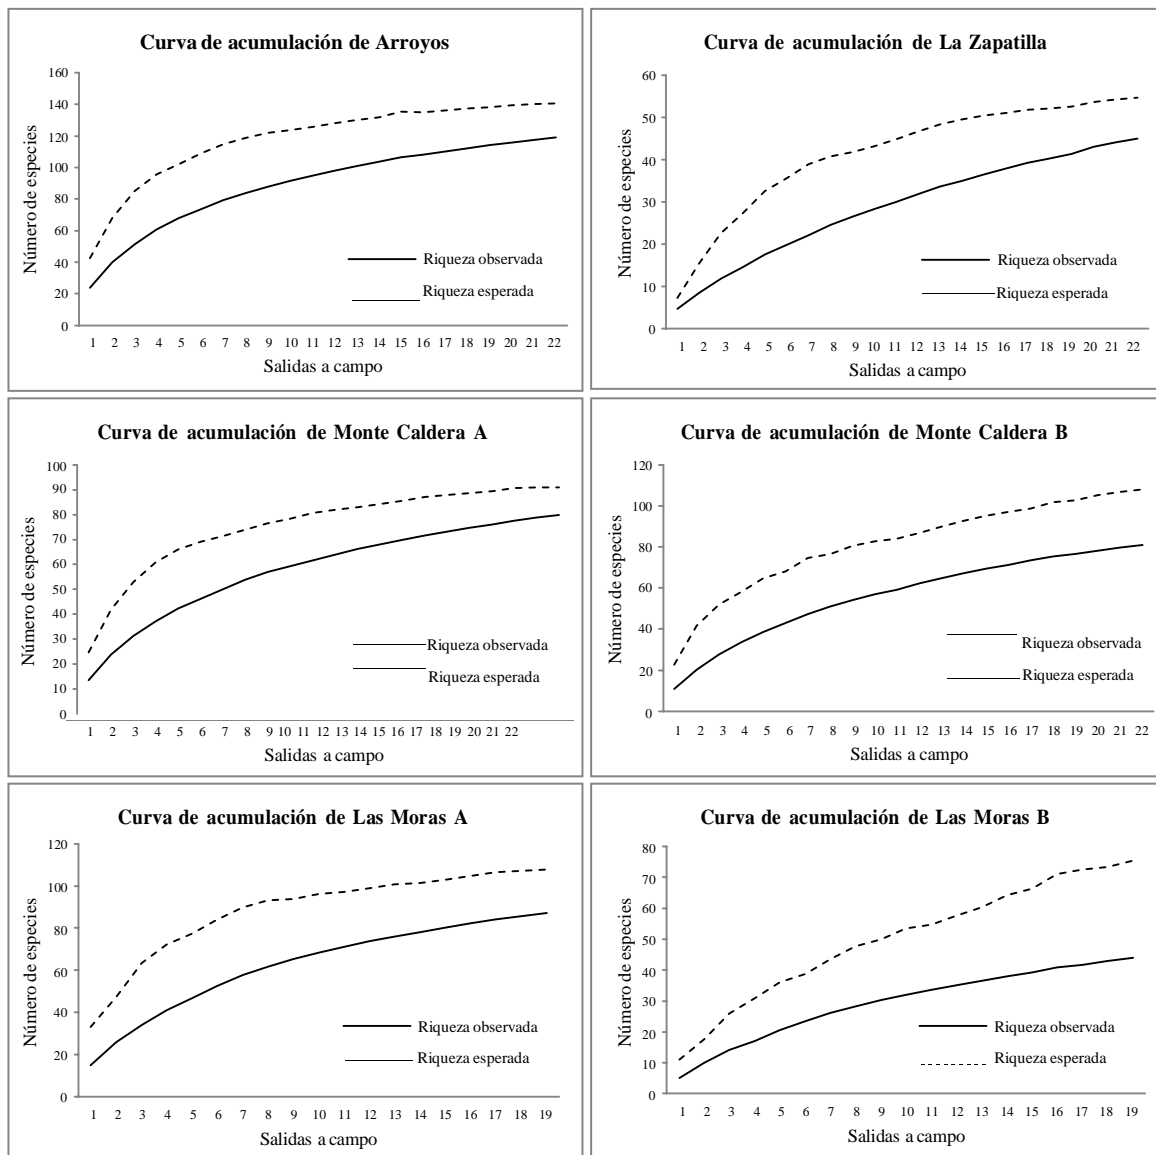 Curva de acumulación de Arroyos
Número de especies
160
140
120
100
80
60
40
20
0
Riqueza observada
Riqueza esperada
1 2 3 4 5 6 7 8 9 10 11 12 13 14 15 16 17 18 19 20 21 22
Salidas a campo
Curva de acumulación de La Zapatilla
Número de especies
60
50
40
30
20
10
0
Riqueza observada
Riqueza esperada
1 2 3 4 5 6 7 8 9 10 11 12 13 14 15 16 17 18 19 20 21 22
Salidas a campo
Curva de acumulación de Monte Caldera A
Número de especies
100
90
80
70
60
50
40
30
20
10
0
Riqueza observada
Riqueza esperada
1 2 3 4 5 6 7 8 9 10 11 12 13 14 15 16 17 18 19 20 21 22
Salidas a campo
Curva de acumulación de Monte Caldera B
Número de especies
120
100
80
60
40
20
0
Riqueza observada
Riqueza esperada
1 2 3 4 5 6 7 8 9 10 11 12 13 14 15 16 17 18 19 20 21 22
Salidas a campo
Curva de acumulación de Las Moras A
Número de especies
120
100
80
60
40
20
0
Riqueza observada
Riqueza esperada
1 2 3 4 5 6 7 8 9 10 11 12 13 14 15 16 17 18 19
Salidas a campo
Curva de acumulación de Las Moras B
Número de especies
80
70
60
50
40
30
20
10
0
Riqueza observada
Riqueza esperada
1 2 3 4 5 6 7 8 9 10 11 12 13 14 15 16 17 18 19
Salidas a campo